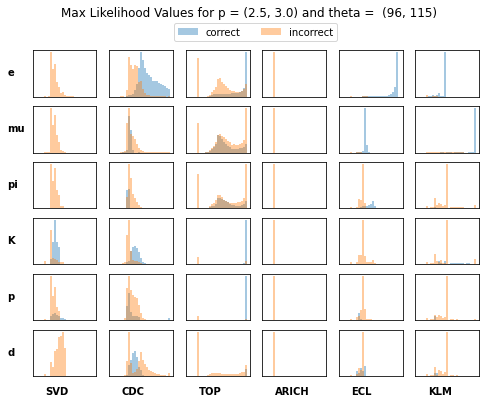 Max Likelihood Values for p = (2.5, 3.0) and theta =  (96, 115)
correct incorrect
e
mu
pi
K
p
d
SVD CDC TOP ARICH ECL KLM